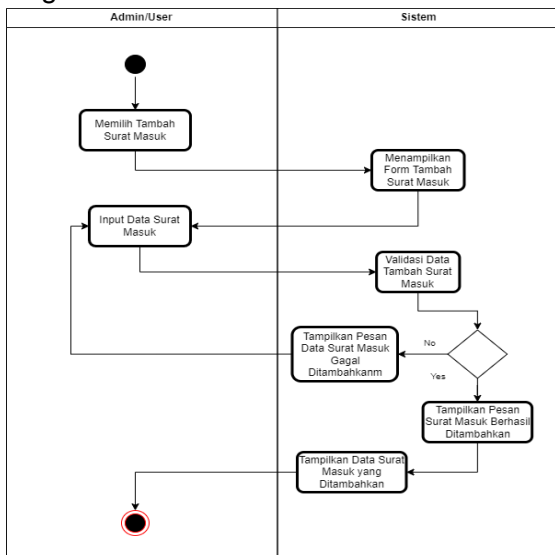 Admin/User
Sistem
Memilih Tambah
Surat Masuk
Menampilkan
Form Tambah
Surat Masuk
Input Data Surat
Masuk
Validasi Data
Tambah Surat
Masuk
No
Tampilkan Pesan
Data Surat Masuk
Gagal
Ditambahkanm
Yes
Tampilkan Pesan
Surat Masuk Berhasil
Ditambahkan
Tampilkan Data Surat
Masuk yang
Ditambahkan